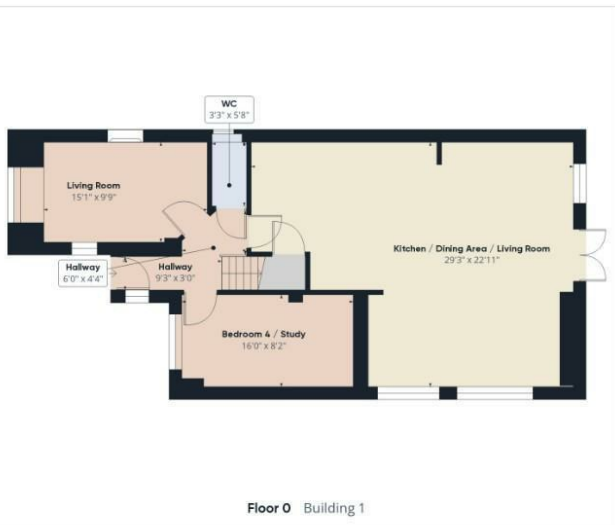 WC
3'3" x 5'8"
Living Room
15'1" x 9'9"
Kitchen / Dining Area / Living Room
29'3" x 22'11"
Hallway
6'0" x 4'4"
Hallway
9'3" x 3'0"
Bedroom 4 / Study
16'0" x 8'2"
Floor 0 Building 1